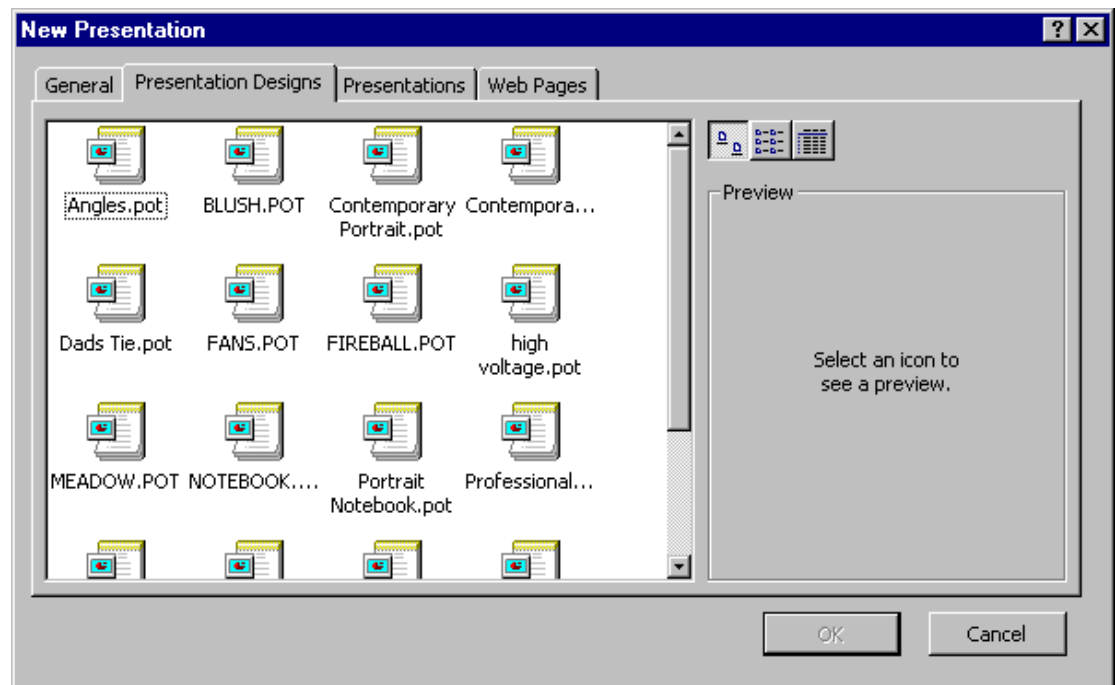 New Presentation
General Presentation Designs Presentations Web Pages
Angles.pot BLUSH.POT Contemporary Contempora...
Portrait.pot
Preview
Dads Tie.pot FANS.POT FIREBALL.POT high
voltage.pot
Select an icon to
see a preview.
MEADOW.POT NOTEBOOK.... Portrait Professional...
Notebook.pot
OK Cancel